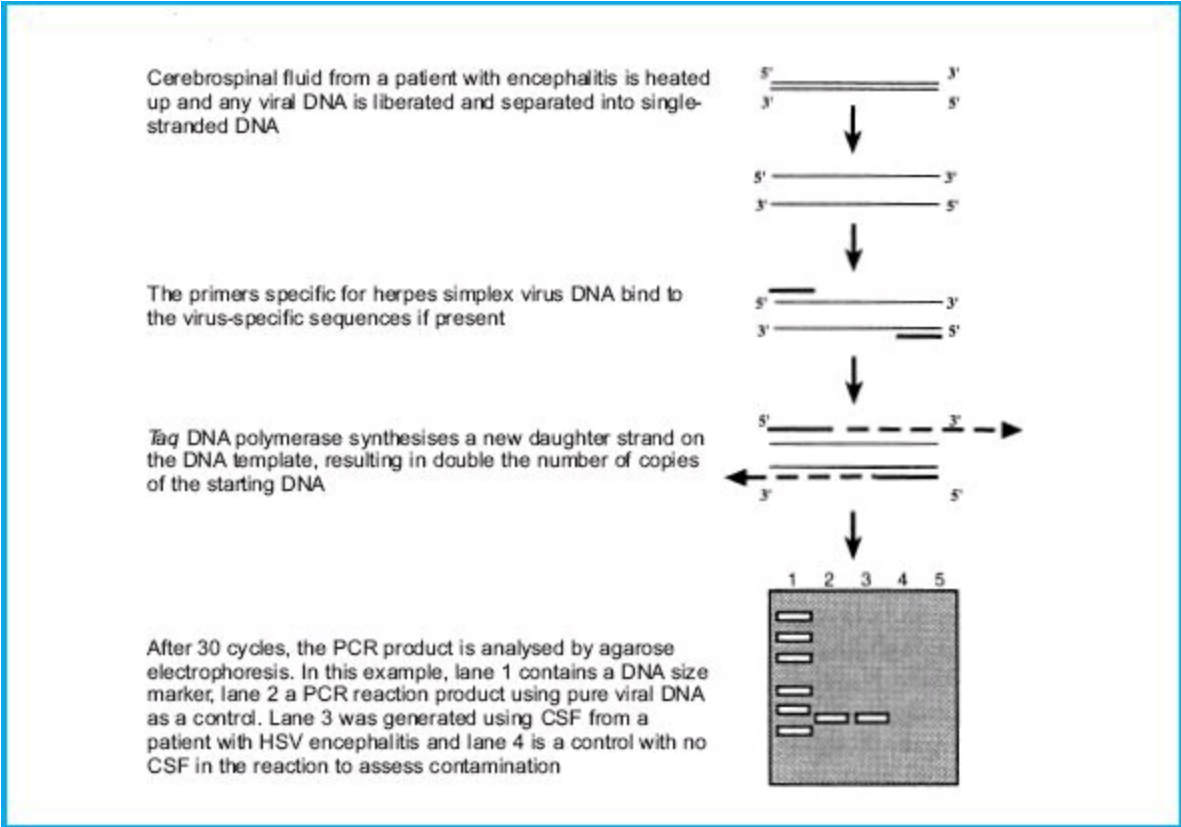 Cerebrospinal fluid from a patient with encephalitis is heated
up and any viral DNA is liberated and separated into single-
stranded DNA
5' 3'
3' 5'
5' 3'
3' 5'
The primers specific for herpes simplex virus DNA bind to
the virus-specific sequences if present
5' 3'
3' 5'
Taq DNA polymerase synthesises a new daughter strand on
the DNA template, resulting in double the number of copies
of the starting DNA
5' 3'
3' 5'
1 2 3 4 5
After 30 cycles, the PCR product is analysed by agarose
electrophoresis. In this example, lane 1 contains a DNA size
marker, lane 2 a PCR reaction product using pure viral DNA
as a control. Lane 3 was generated using CSF from a
patient with HSV encephalitis and lane 4 is a control with no
CSF in the reaction to assess contamination